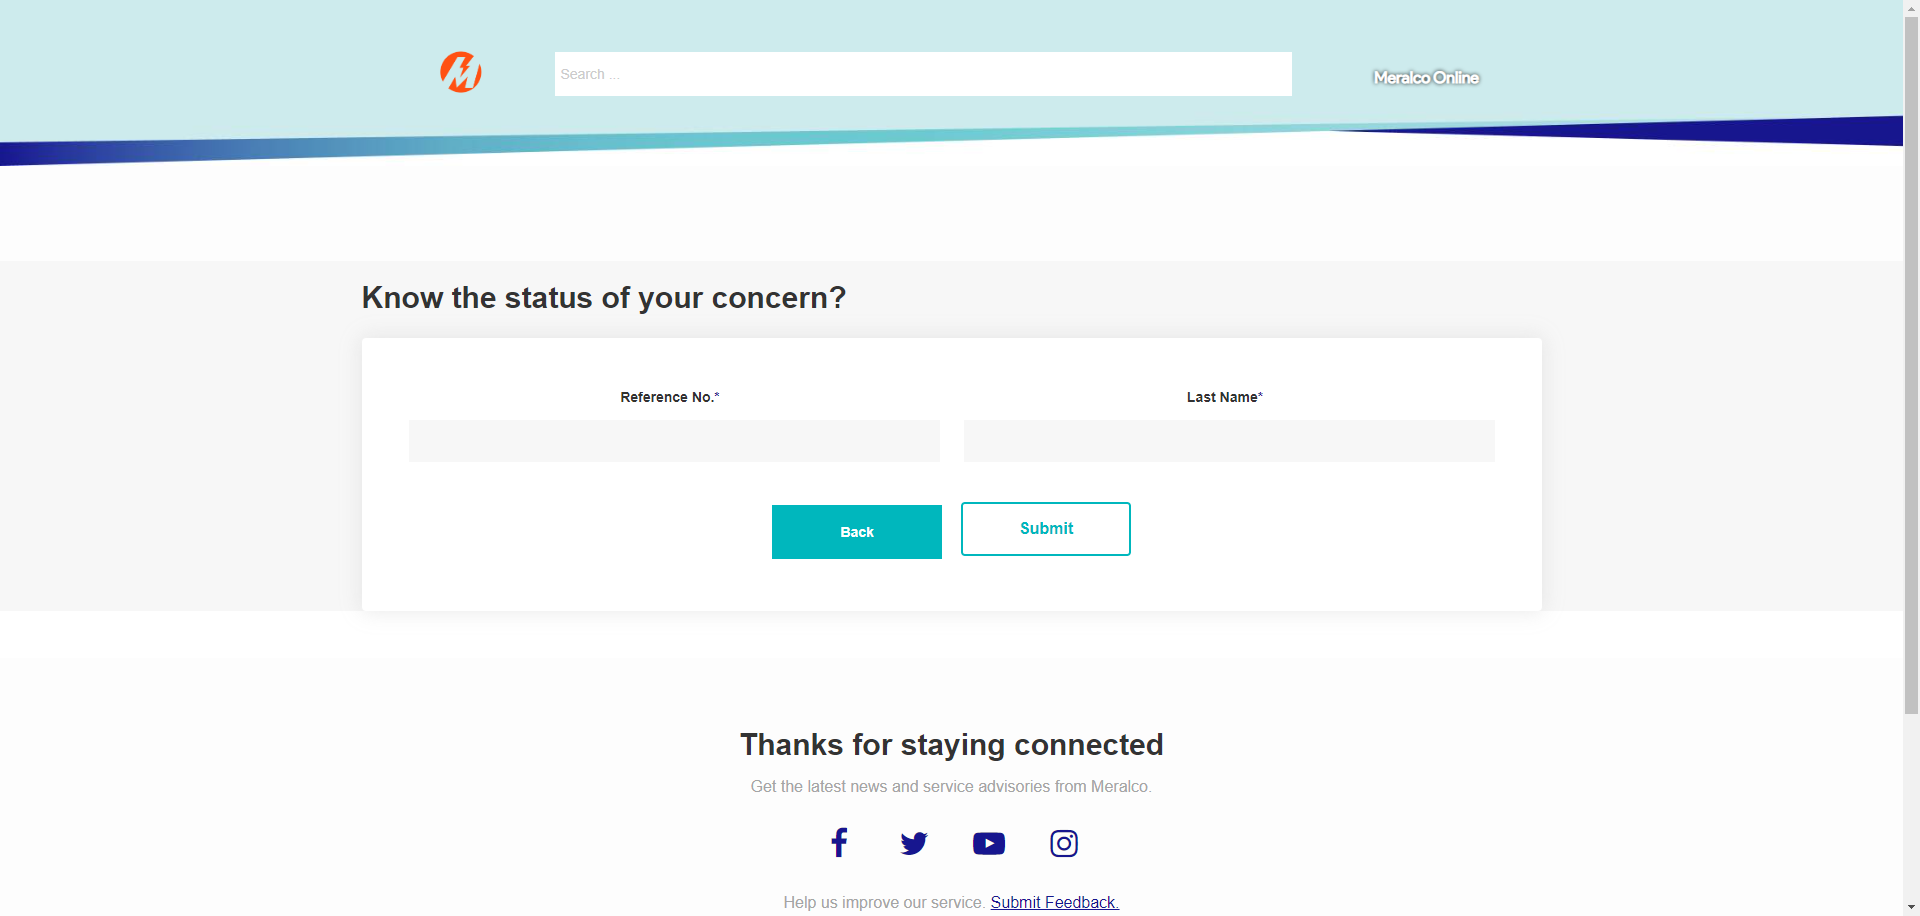 Search ...
Meralco Online
Know the status of your concern?
Reference No.*
Last Name*
Back
Submit
Thanks for staying connected
Get the latest news and service advisories from Meralco.
Help us improve our service. Submit Feedback.